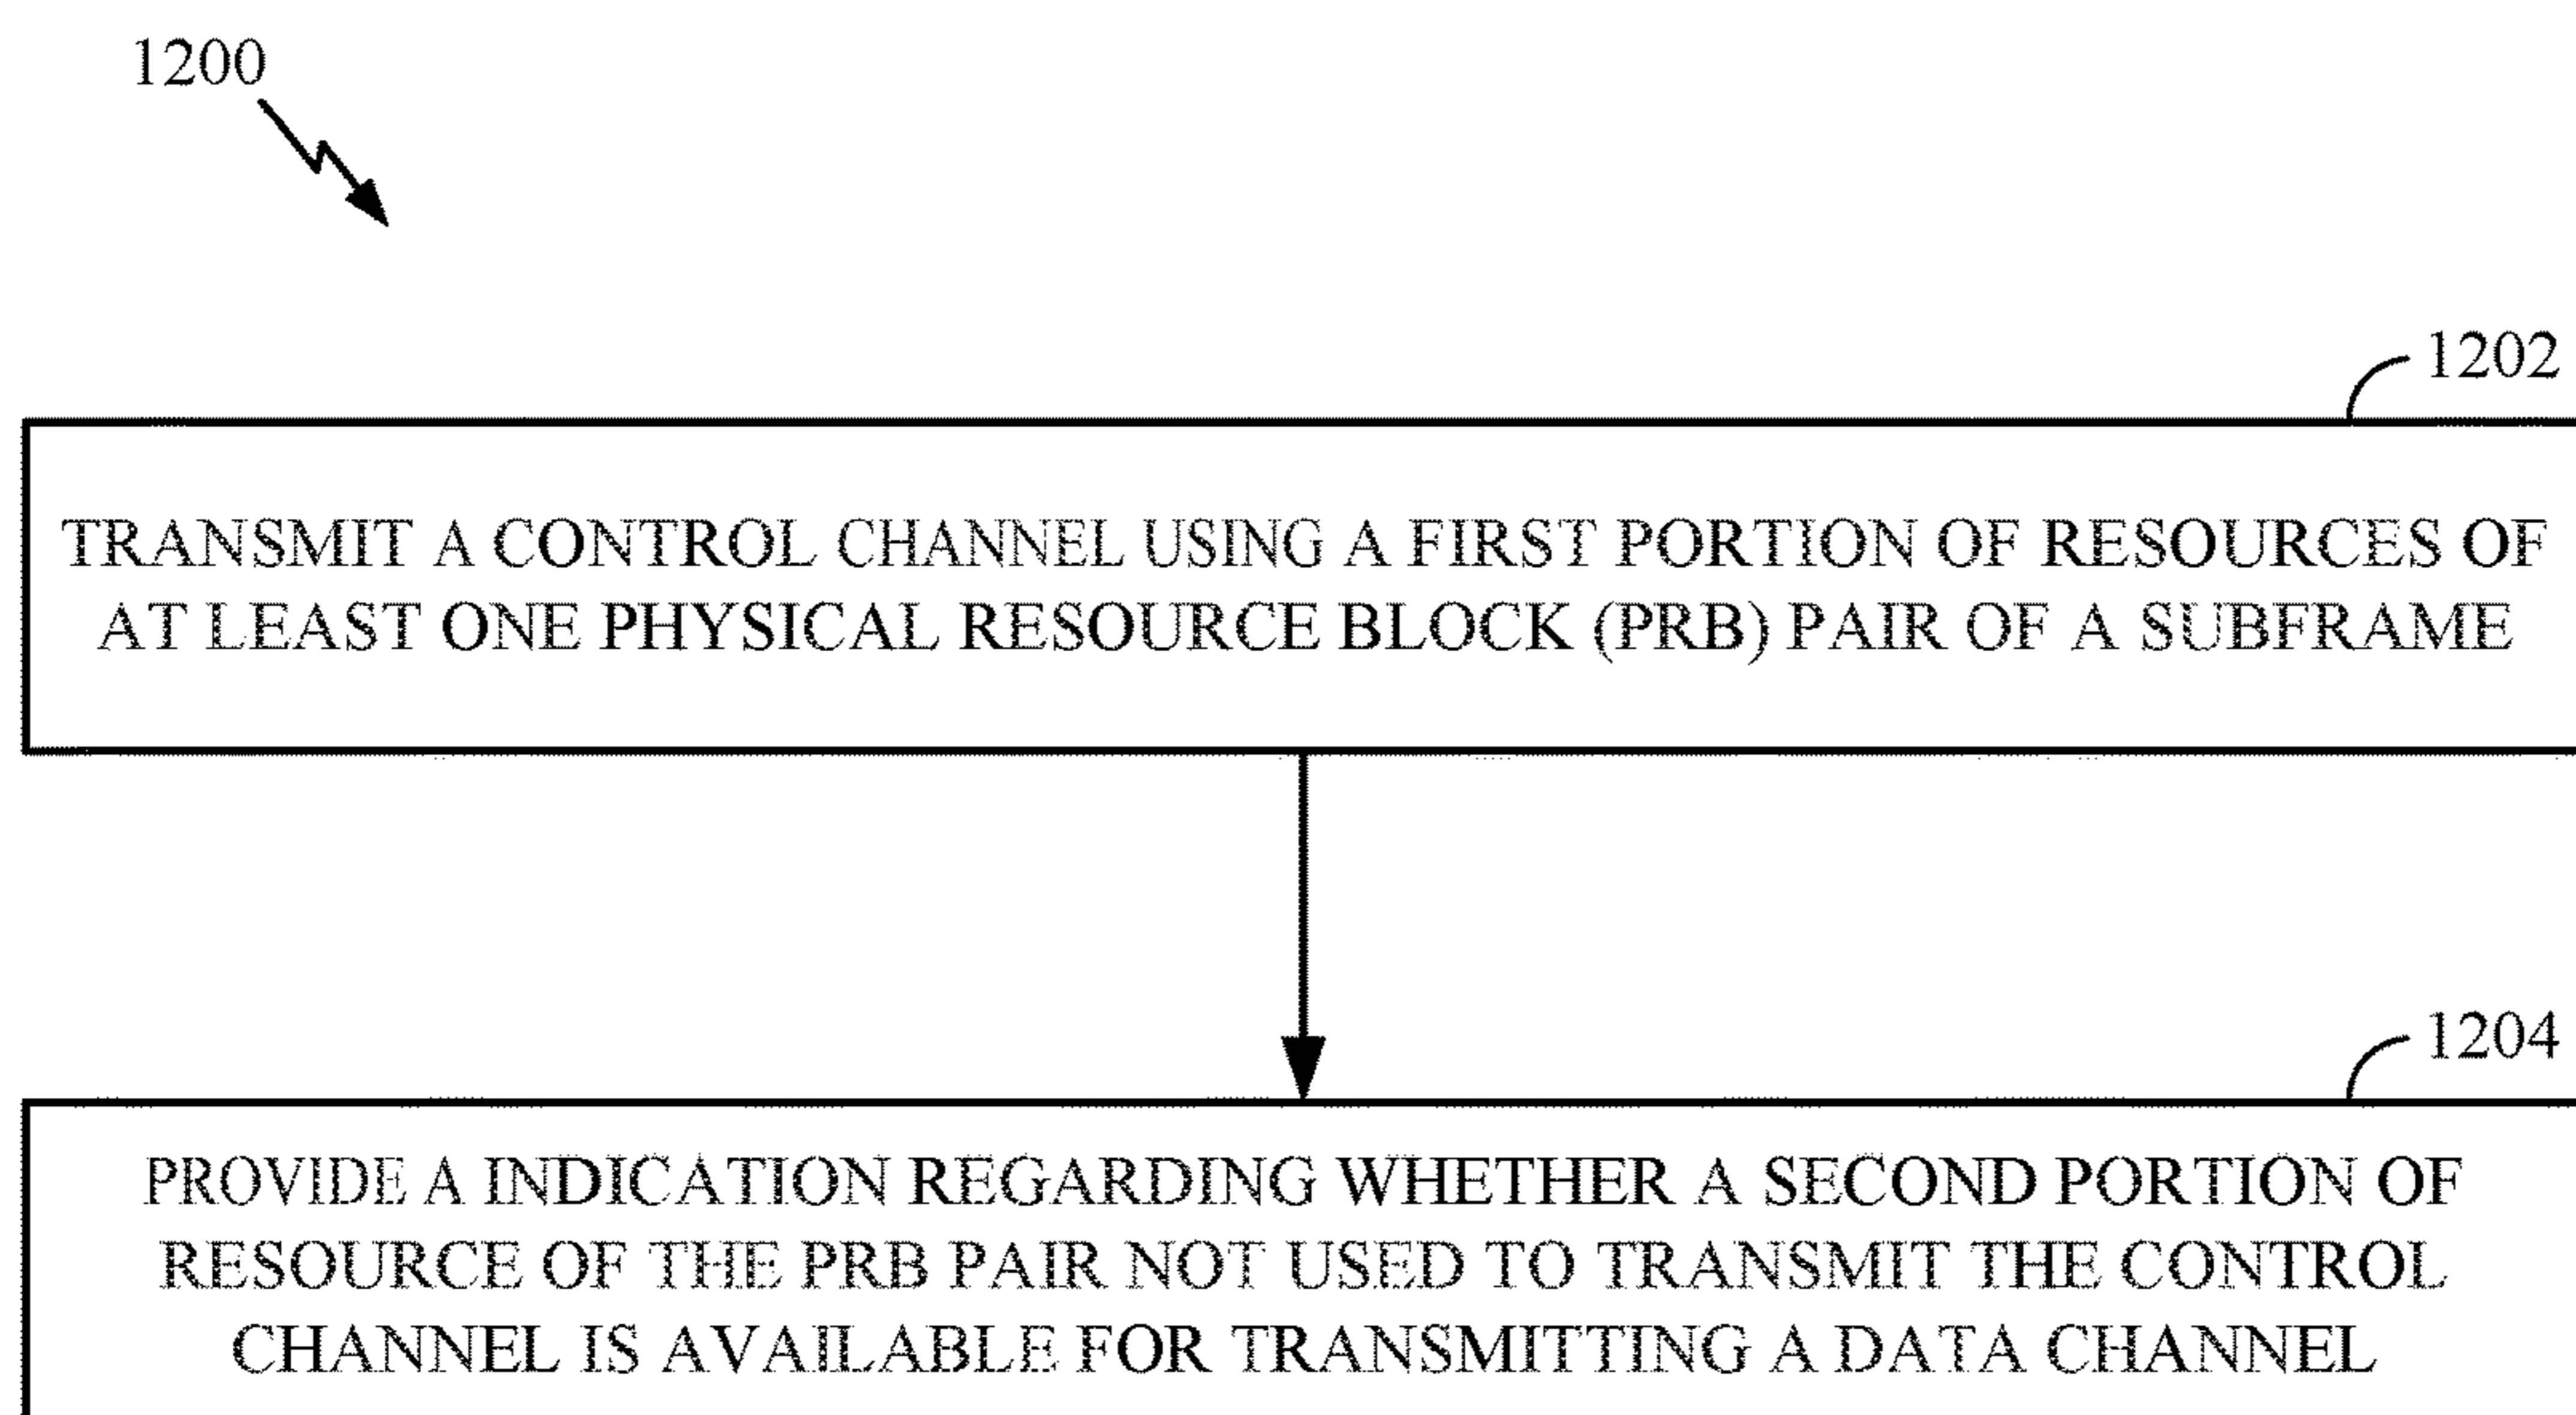 1200
1202
TRANSMIT A CONTROL CHANNEL USING A FIRST PORTION OF RESOURCES OF
AT LEAST ONE PHYSICAL RESOURCE BLOCK (PRB) PAIR OF A SUBFRAME
1204
PROVIDE A INDICATION REGARDING WHETHER A SECOND PORTION OF
RESOURCE OF THE PRB PAIR NOT USED TO TRANSMIT THE CONTROL
CHANNEL IS AVAILABLE FOR TRANSMITTING A DATA CHANNEL